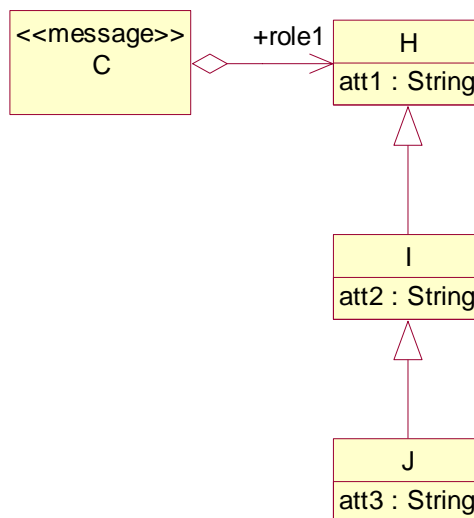 <<message>>
C
+role1
H
att1 : String
I
att2 : String
J
att3 : String